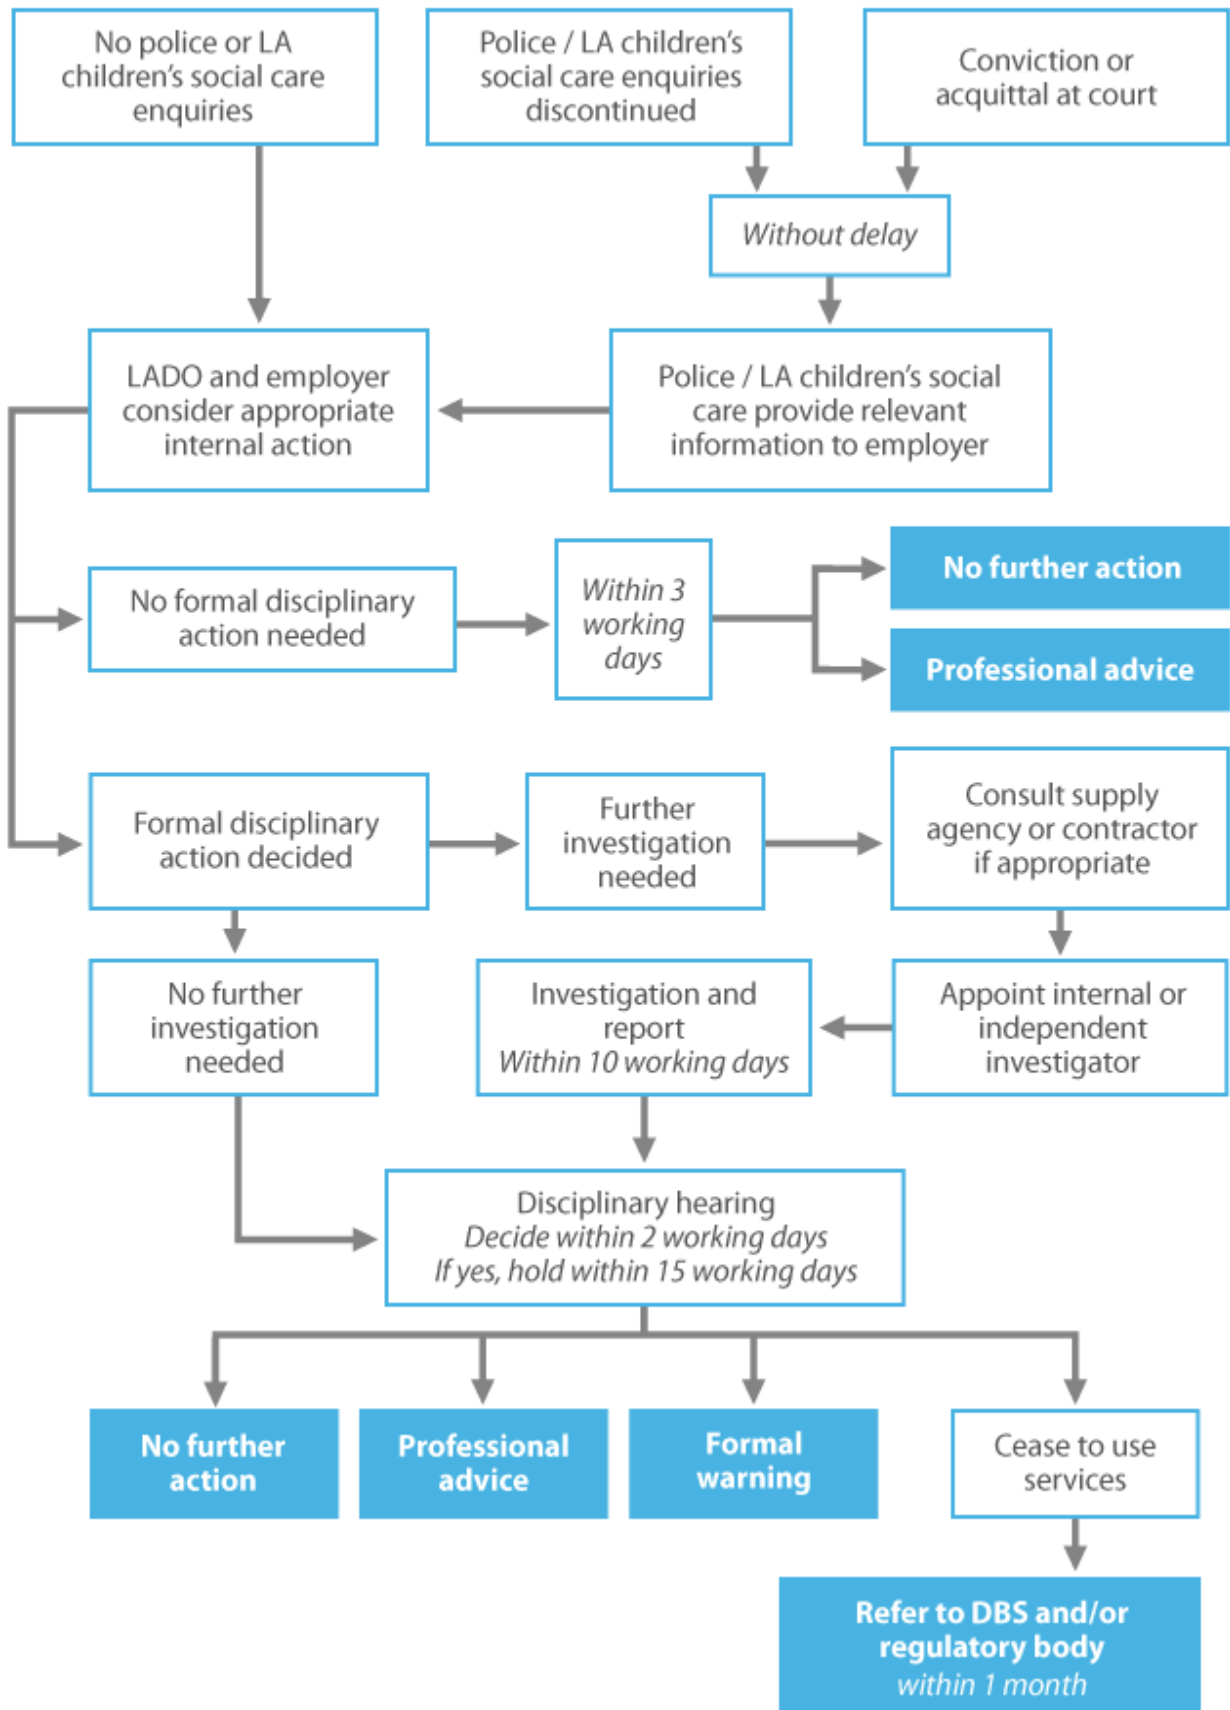 No police or LA
children's social care
enquiries
Police / LA children's
social care enquiries
discontinued
Conviction or
acquittal at court
Without delay
LADO and employer
consider appropriate
internal action
Police / LA children's social
care provide relevant
information to employer
No formal disciplinary
action needed
Within 3
working
days
No further action
Professional advice
Formal disciplinary
action decided
Further
investigation
needed
Consult supply
agency or contractor
if appropriate
No further
investigation
needed
Investigation and
report
Within 10 working days
Appoint internal or
independent
investigator
Disciplinary hearing
Decide within 2 working days
If yes, hold within 15 working days
No further
action
Professional
advice
Formal
warning
Cease to use
services
Refer to DBS and/or
regulatory body
within 1 month